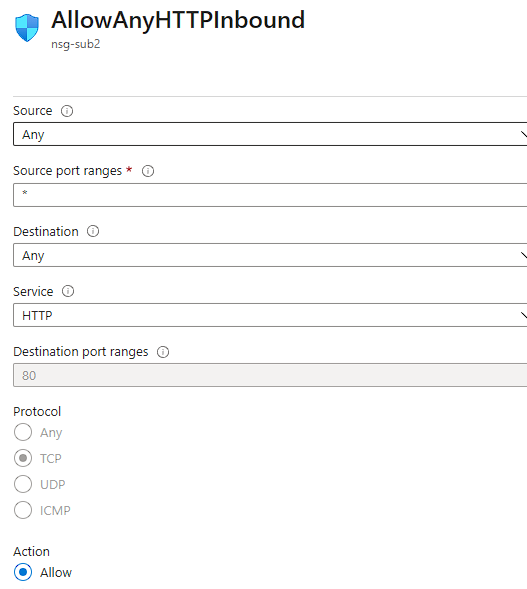 AllowAnyHTTPInbound
nsg-sub2
Source
Any
Source port ranges *
*
Destination
Any
Service
HTTP
Destination port ranges
80
Protocol
Any
TCP
UDP
ICMP
Action
Allow